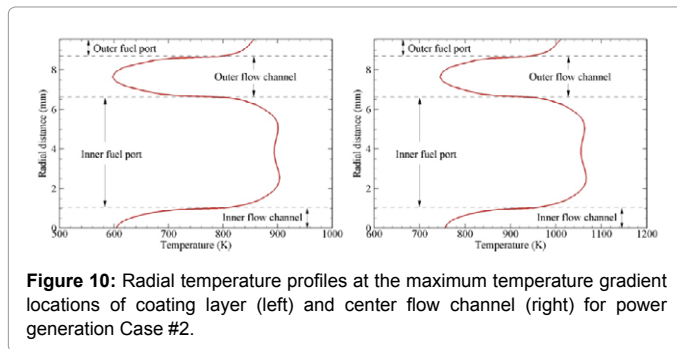 Outer fuel port
Outer flow channel
Inner fuel port
Inner flow channel
Radial distance (mm)
8
6
4
2
0
500 600 700 800 900 1000
Temperature (K)
Outer fuel port
Outer flow channel
Inner fuel port
Inner flow channel
Radial distance (mm)
8
6
4
2
0
600 700 800 900 1000 1100 1200
Temperature (K)
Figure 10: Radial temperature profiles at the maximum temperature gradient
locations of coating layer (left) and center flow channel (right) for power
generation Case #2.